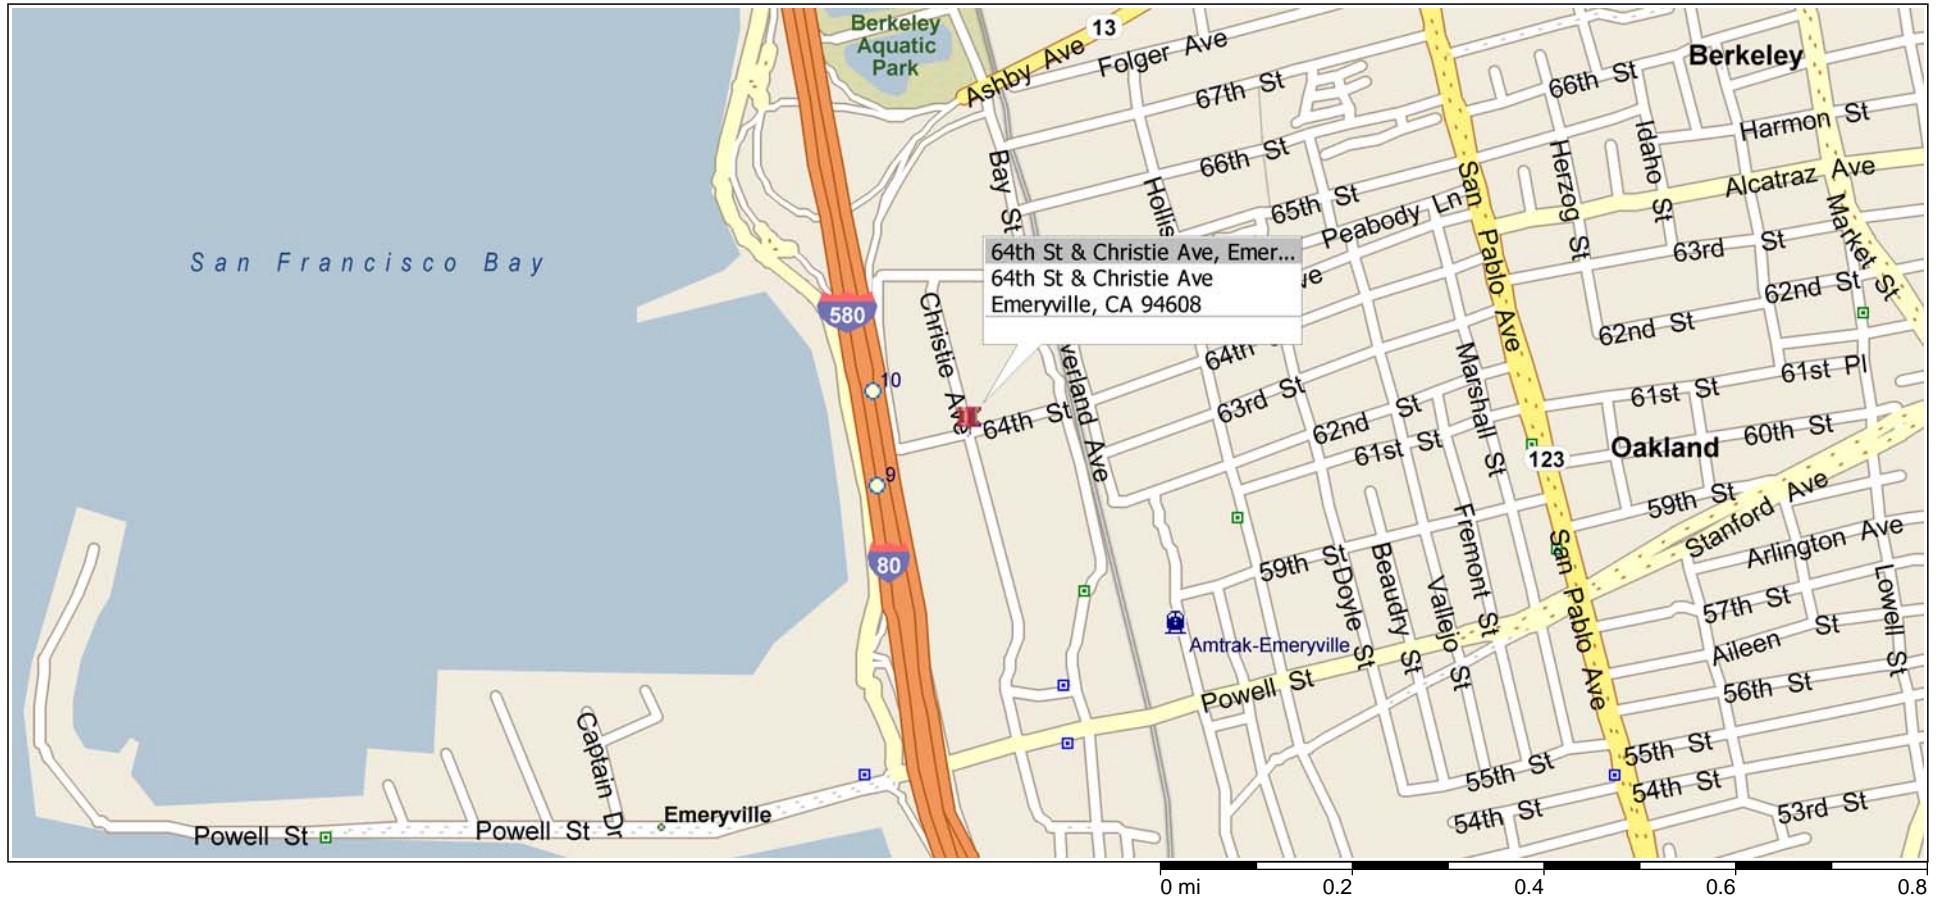 Berkeley
Aquatic
Park
13
Ashby Ave
Folger Ave
67th St
66th St
Berkeley
66th St
Harmon St
Idaho St
Herzog St
Alcatraz Ave
Market St
Bay St
Hollis
65th St
Peabody Ln
San Pablo Ave
63rd St
62nd St
62nd St
San Francisco Bay
64th St & Christie Ave, Emer...
64th St & Christie Ave
Emeryville, CA 94608
580
Christie Ave
10
64th St
64th
63rd St
62nd St
61st St
Marshall St
61st St
61st Pl
60th St
Oakland
123
9
80
59th St
Stanford Ave
Arlington Ave
59th St
Doyle St
Beaudry St
Vallejo St
Fremont St
San Pablo Ave
57th St
Aileen St
Lowell St
56th St
Amtrak-Emeryville
Powell St
55th St
55th St
54th St
54th St
53rd St
Captain Dr
Emeryville
Powell St
Powell St
0 mi 0.2 0.4 0.6 0.8